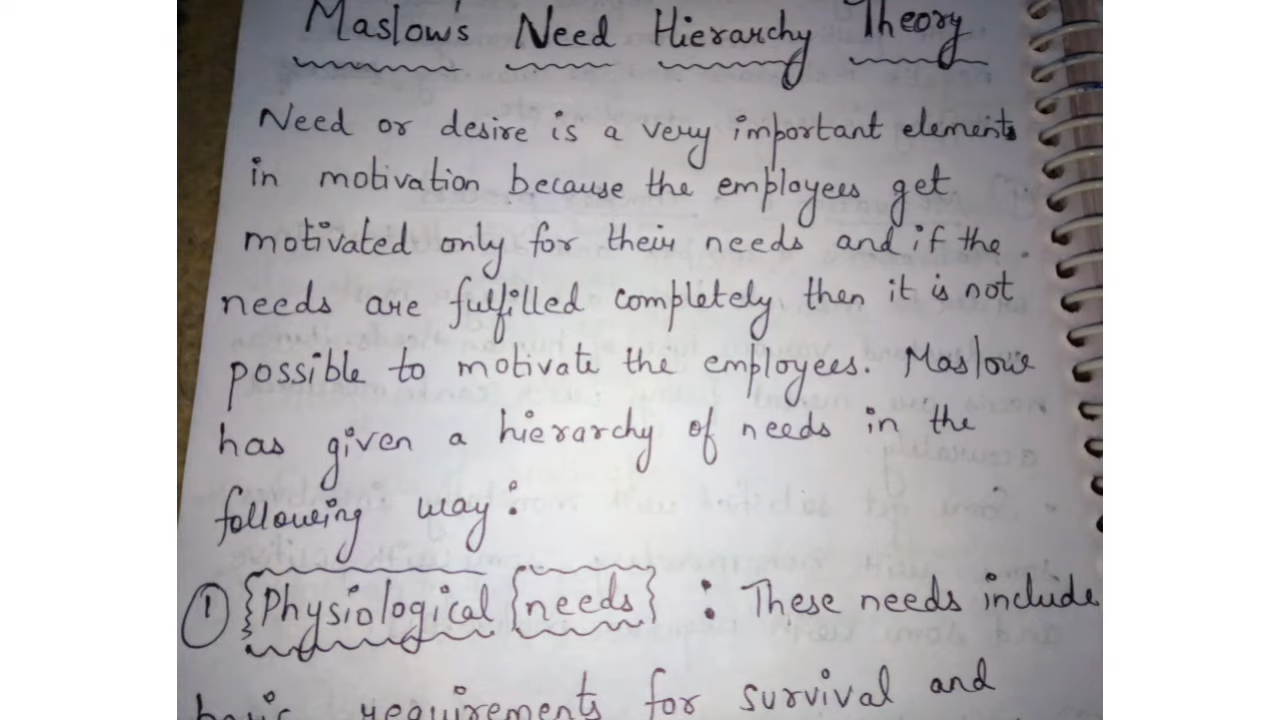 Maslow's Need Hierarchy Theory
Need or desire is a very important elements
in motivation because the employees get
motivated only for their needs and if the
needs are fulfilled completely then it is not
possible to motivate the employees. Maslow
has given a hierarchy of needs in the
following way:
① Physiological needs : These needs include
basic requirements for survival and